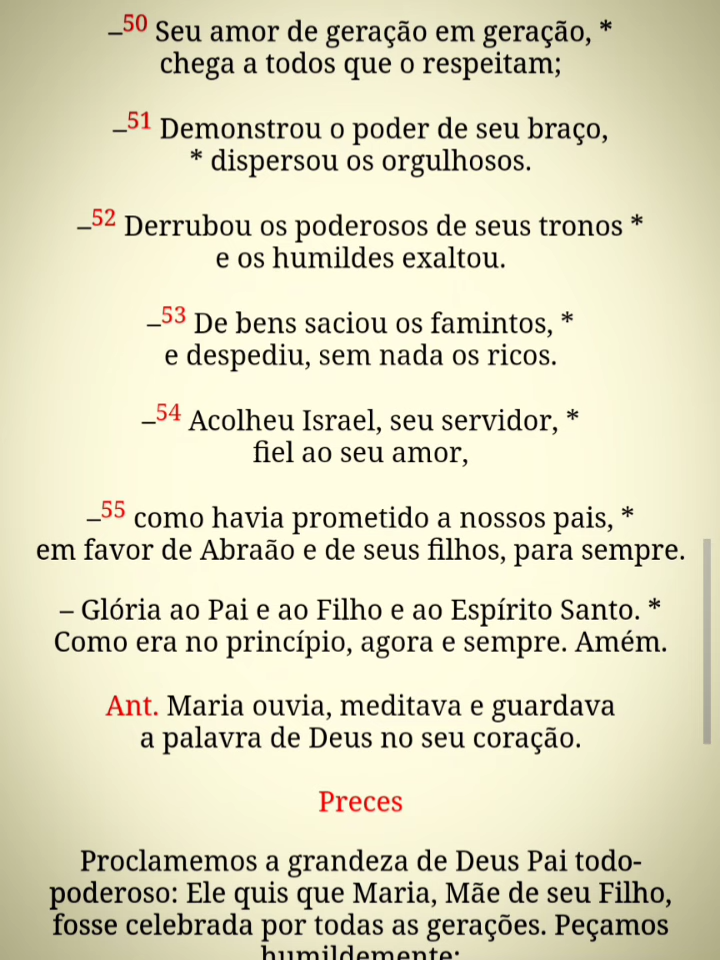 –50 Seu amor de geração em geração, *
chega a todos que o respeitam;
–51 Demonstrou o poder de seu braço,
* dispersou os orgulhosos.
–52 Derrubou os poderosos de seus tronos *
e os humildes exaltou.
–53 De bens saciou os famintos, *
e despediu, sem nada os ricos.
–54 Acolheu Israel, seu servidor, *
fiel ao seu amor,
–55 como havia prometido a nossos pais, *
em favor de Abraão e de seus filhos, para sempre.
– Glória ao Pai e ao Filho e ao Espírito Santo. *
Como era no princípio, agora e sempre. Amém.
Ant. Maria ouvia, meditava e guardava
a palavra de Deus no seu coração.
Preces
Proclamemos a grandeza de Deus Pai todo-
poderoso: Ele quis que Maria, Mãe de seu Filho,
fosse celebrada por todas as gerações. Peçamos
humildemente: